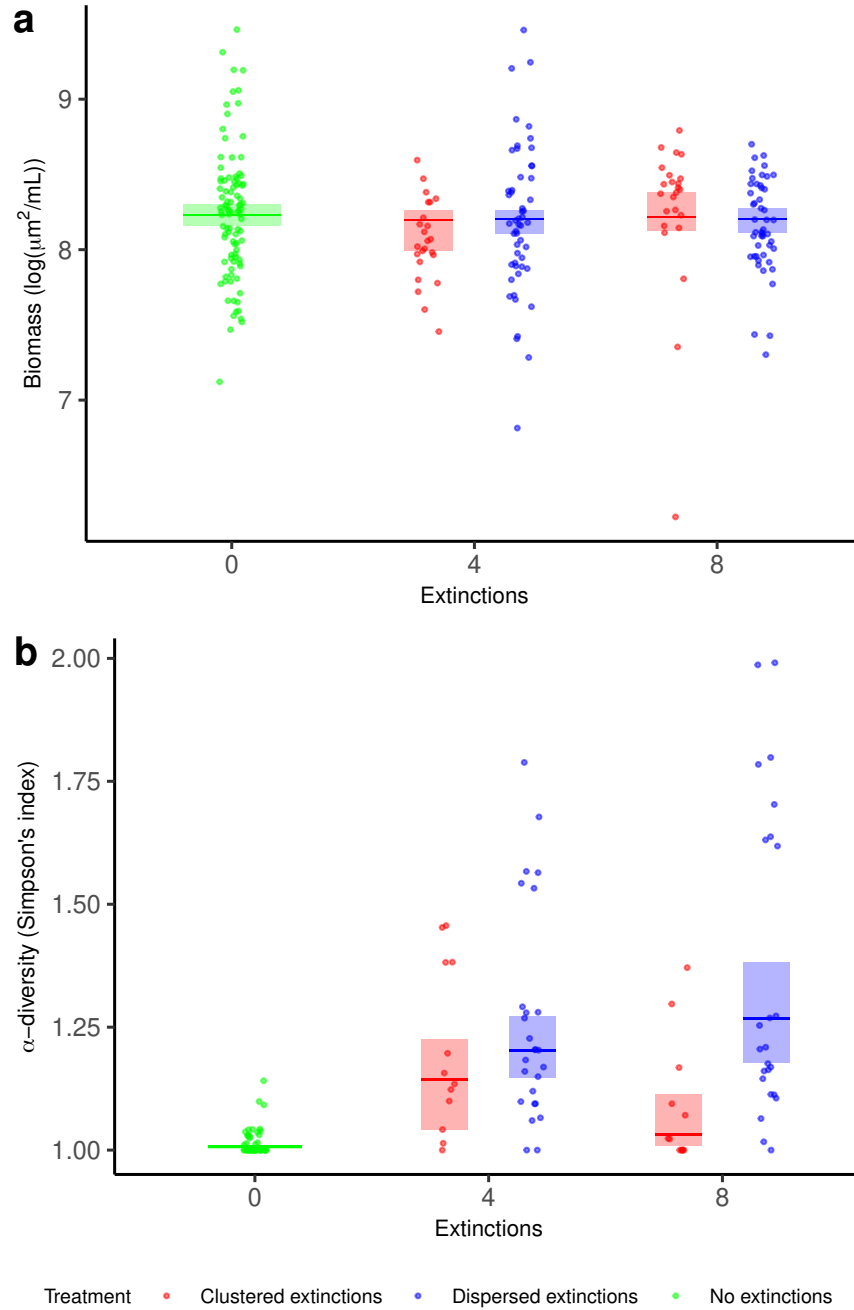 a
9
8
7
Biomass (log(μm²/mL))
0 4 8
Extinctions
b
2.00
1.75
1.50
1.25
1.00
α−diversity (Simpson's index)
0 4 8
Extinctions
Treatment Clustered extinctions Dispersed extinctions No extinctions